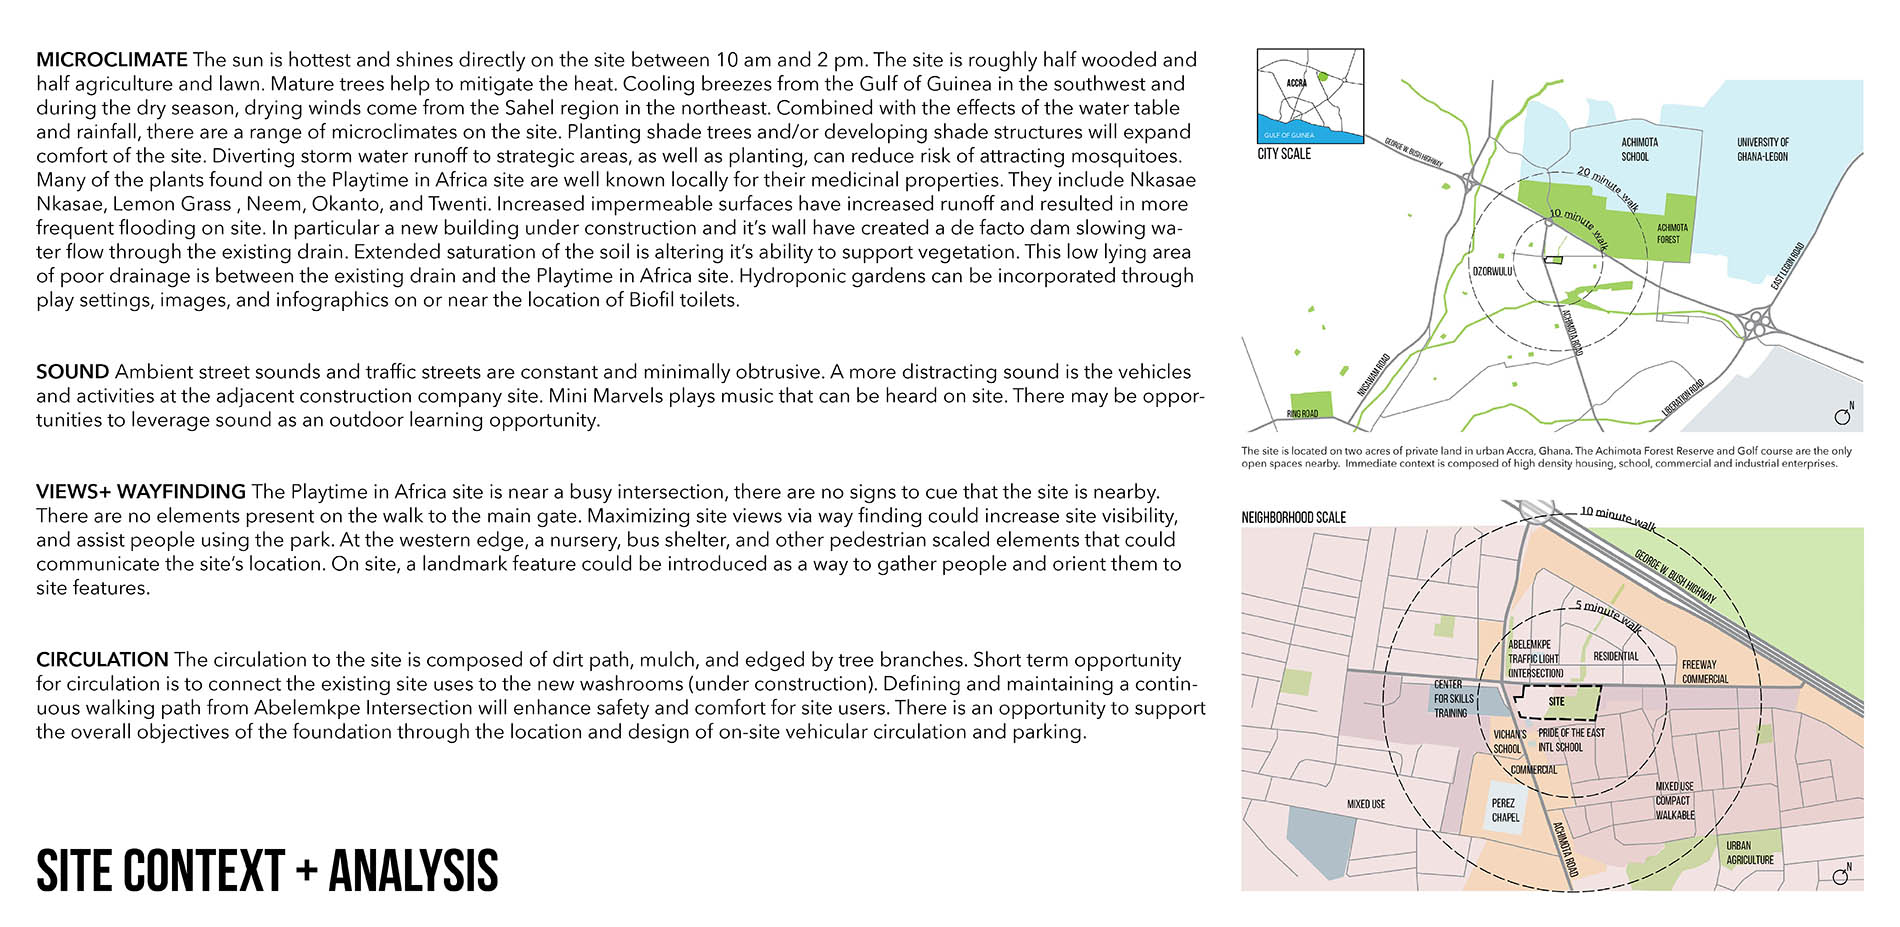 MICROCLIMATE The sun is hottest and shines directly on the site between 10 am and 2 pm. The site is roughly half wooded and
half agriculture and lawn. Mature trees help to mitigate the heat. Cooling breezes from the Gulf of Guinea in the southwest and
during the dry season, drying winds come from the Sahel region in the northeast. Combined with the effects of the water table
and rainfall, there are a range of microclimates on the site. Planting shade trees and/or developing shade structures will expand
comfort of the site. Diverting storm water runoff to strategic areas, as well as planting, can reduce risk of attracting mosquitoes.
Many of the plants found on the Playtime in Africa site are well known locally for their medicinal properties. They include Nkasae
Nkasae, Lemon Grass , Neem, Okanto, and Twenti. Increased impermeable surfaces have increased runoff and resulted in more
frequent flooding on site. In particular a new building under construction and it’s wall have created a de facto dam slowing wa-
ter flow through the existing drain. Extended saturation of the soil is altering it’s ability to support vegetation. This low lying area
of poor drainage is between the existing drain and the Playtime in Africa site. Hydroponic gardens can be incorporated through
play settings, images, and infographics on or near the location of Biofil toilets.
SOUND Ambient street sounds and traffic streets are constant and minimally obtrusive. A more distracting sound is the vehicles
and activities at the adjacent construction company site. Mini Marvels plays music that can be heard on site. There may be oppor-
tunities to leverage sound as an outdoor learning opportunity.
VIEWS+ WAYFINDING The Playtime in Africa site is near a busy intersection, there are no signs to cue that the site is nearby.
There are no elements present on the walk to the main gate. Maximizing site views via way finding could increase site visibility,
and assist people using the park. At the western edge, a nursery, bus shelter, and other pedestrian scaled elements that could
communicate the site’s location. On site, a landmark feature could be introduced as a way to gather people and orient them to
site features.
CIRCULATION The circulation to the site is composed of dirt path, mulch, and edged by tree branches. Short term opportunity
for circulation is to connect the existing site uses to the new washrooms (under construction). Defining and maintaining a contin-
uous walking path from Abelemkpe Intersection will enhance safety and comfort for site users. There is an opportunity to support
the overall objectives of the foundation through the location and design of on-site vehicular circulation and parking.
SITE CONTEXT + ANALYSIS
ACCRA
GULF OF GUINEA
CITY SCALE
GEORGE W. BUSH HIGHWAY
ACHIMOTA
SCHOOL
UNIVERSITY OF
GHANA-LEGON
20 minute walk
10 minute walk
ACHIMOTA
FOREST
DZORWULU
EAST LEGON ROAD
ACHIMOTA ROAD
NNSAWAM ROAD
LIBERATION ROAD
RING ROAD
N
The site is located on two acres of private land in urban Accra, Ghana. The Achimota Forest Reserve and Golf course are the only
open spaces nearby. Immediate context is composed of high density housing, school, commercial and industrial enterprises.
NEIGHBORHOOD SCALE
10 minute walk
GEORGE W. BUSH HIGHWAY
5 minute walk
ABELEMKPE
TRAFFIC LIGHT
(INTERSECTION)
RESIDENTIAL
FREEWAY
COMMERCIAL
CENTER
FOR SKILLS
TRAINING
SITE
VICHAN'S
SCHOOL
PRIDE OF THE EAST
INTL SCHOOL
COMMERCIAL
MIXED USE
PEREZ
CHAPEL
MIXED USE
COMPACT
WALKABLE
ACHIMOTA ROAD
URBAN
AGRICULTURE
N